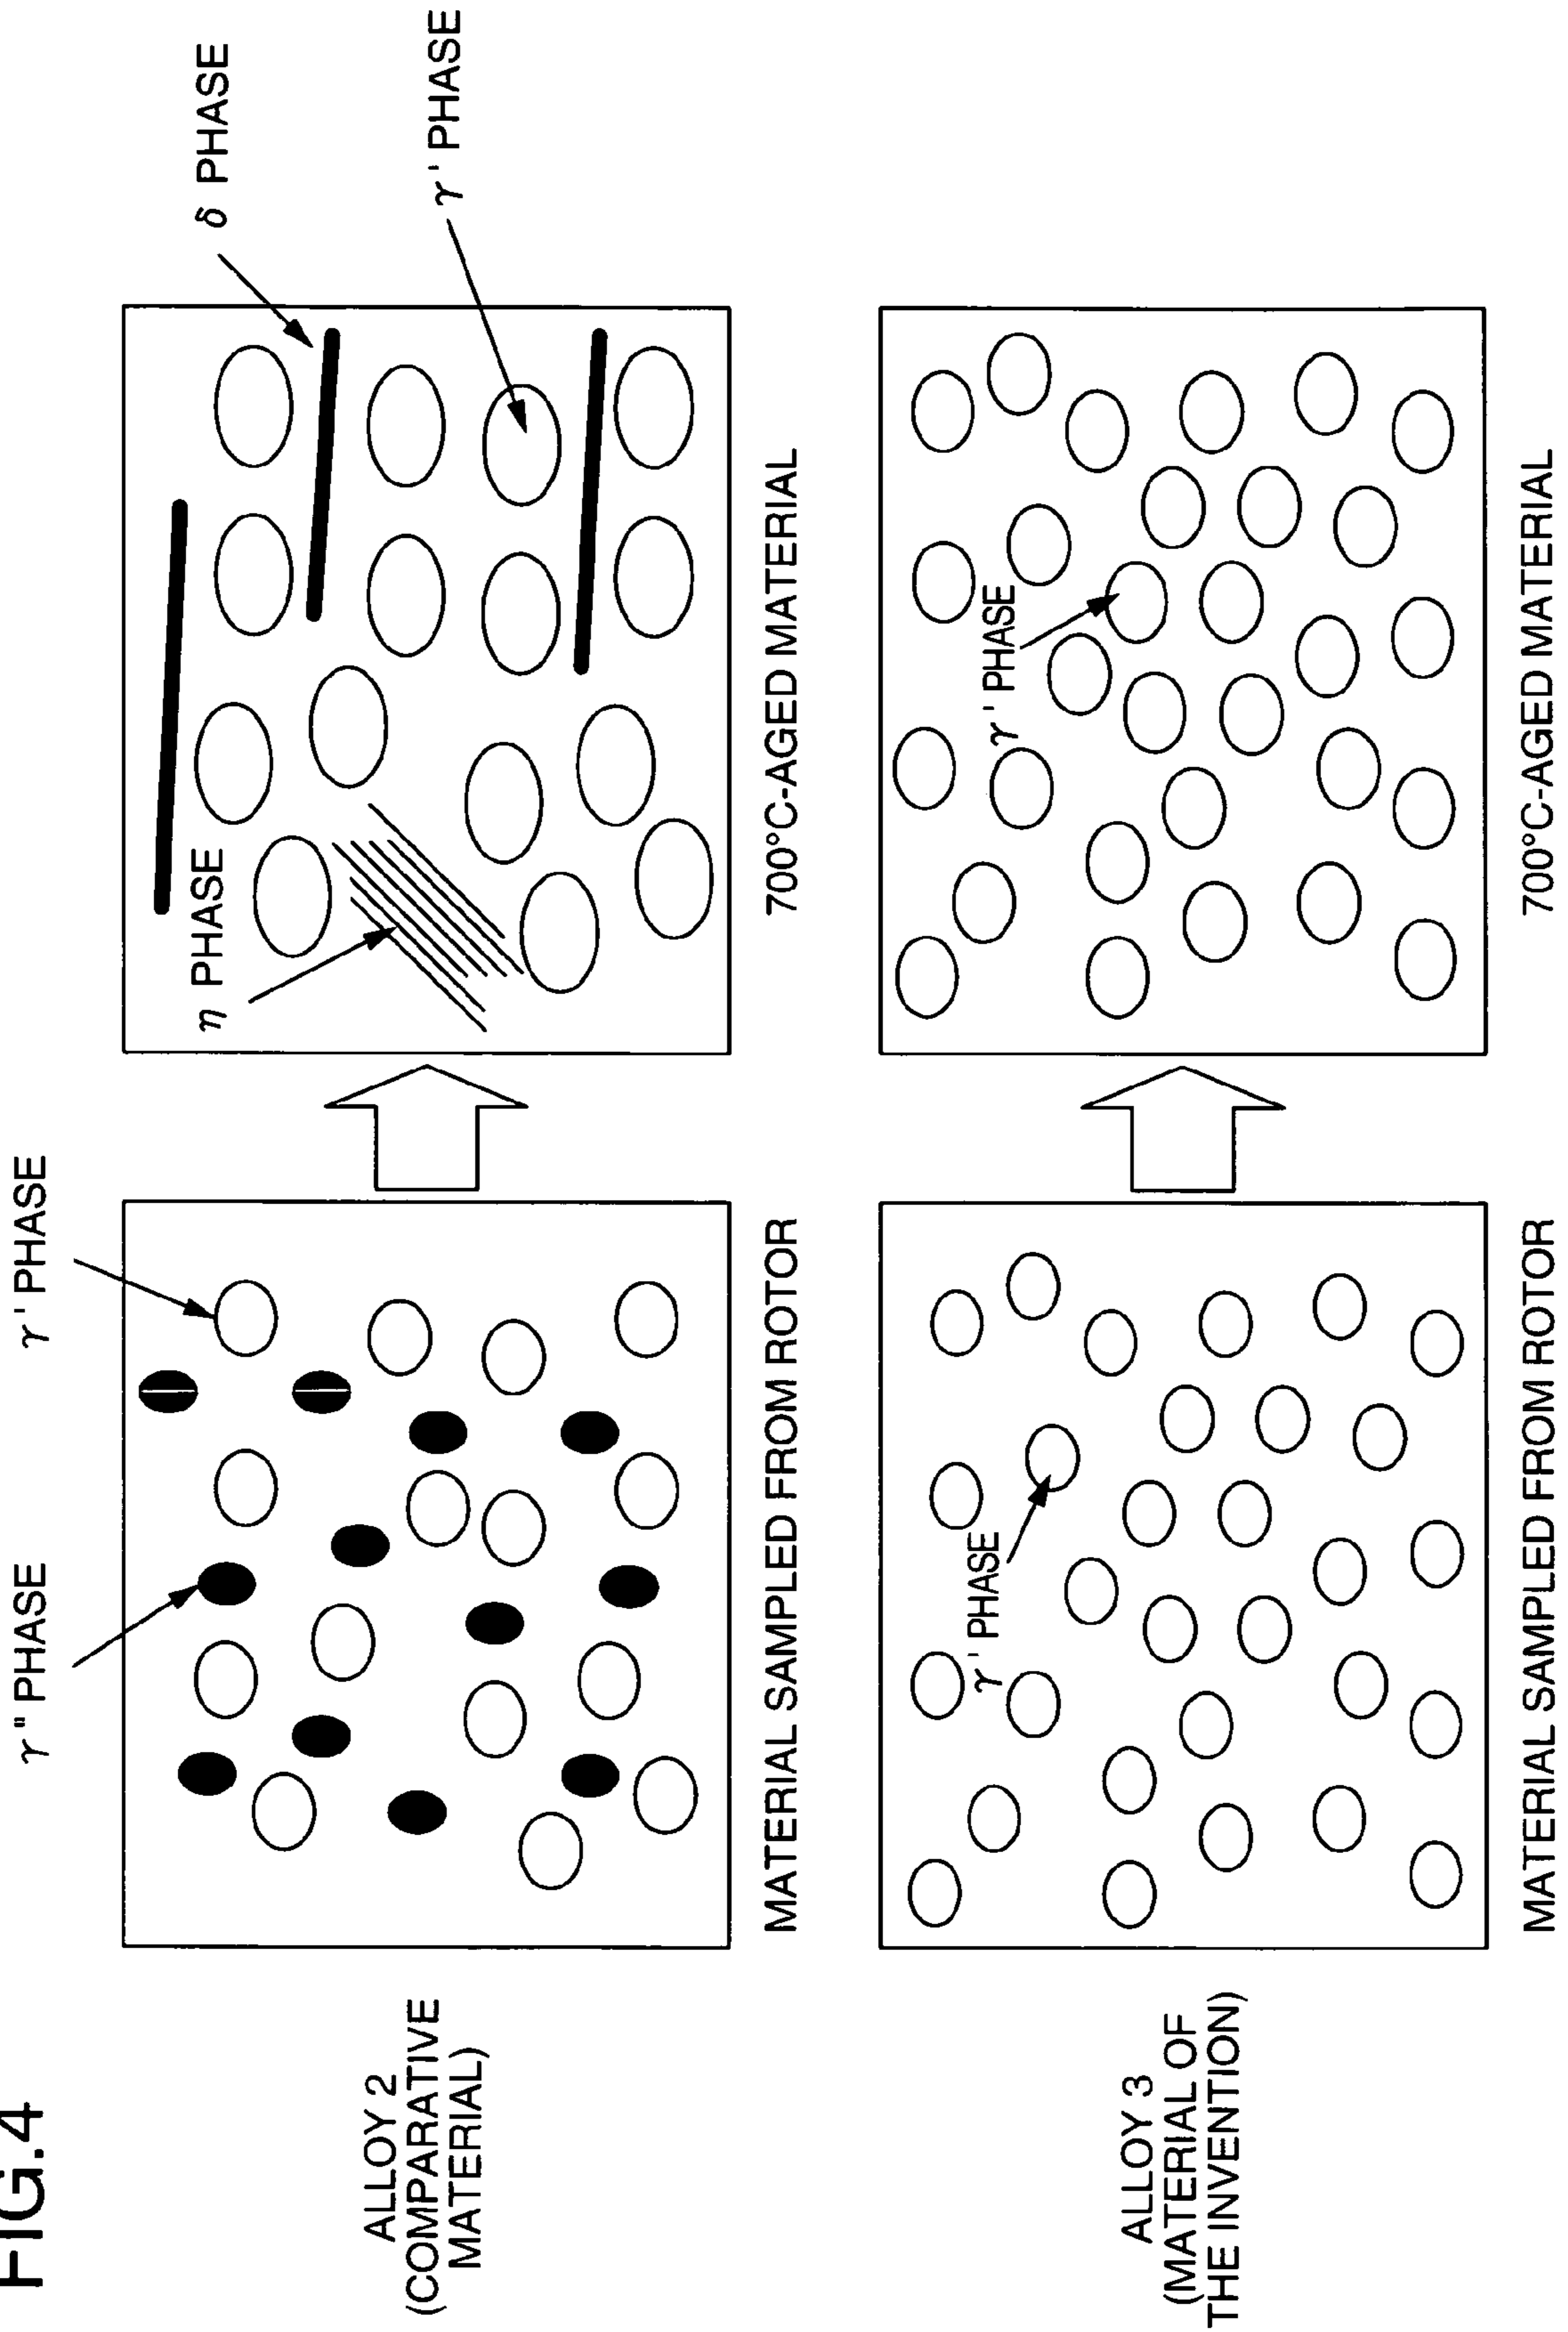 FIG.4
γ" PHASE
γ' PHASE
δ PHASE
γ' PHASE
η PHASE
ALLOY 2
(COMPARATIVE
MATERIAL)
MATERIAL SAMPLED FROM ROTOR
700°C-AGED MATERIAL
γ' PHASE
γ' PHASE
ALLOY 3
(MATERIAL OF
THE INVENTION)
MATERIAL SAMPLED FROM ROTOR
700°C-AGED MATERIAL